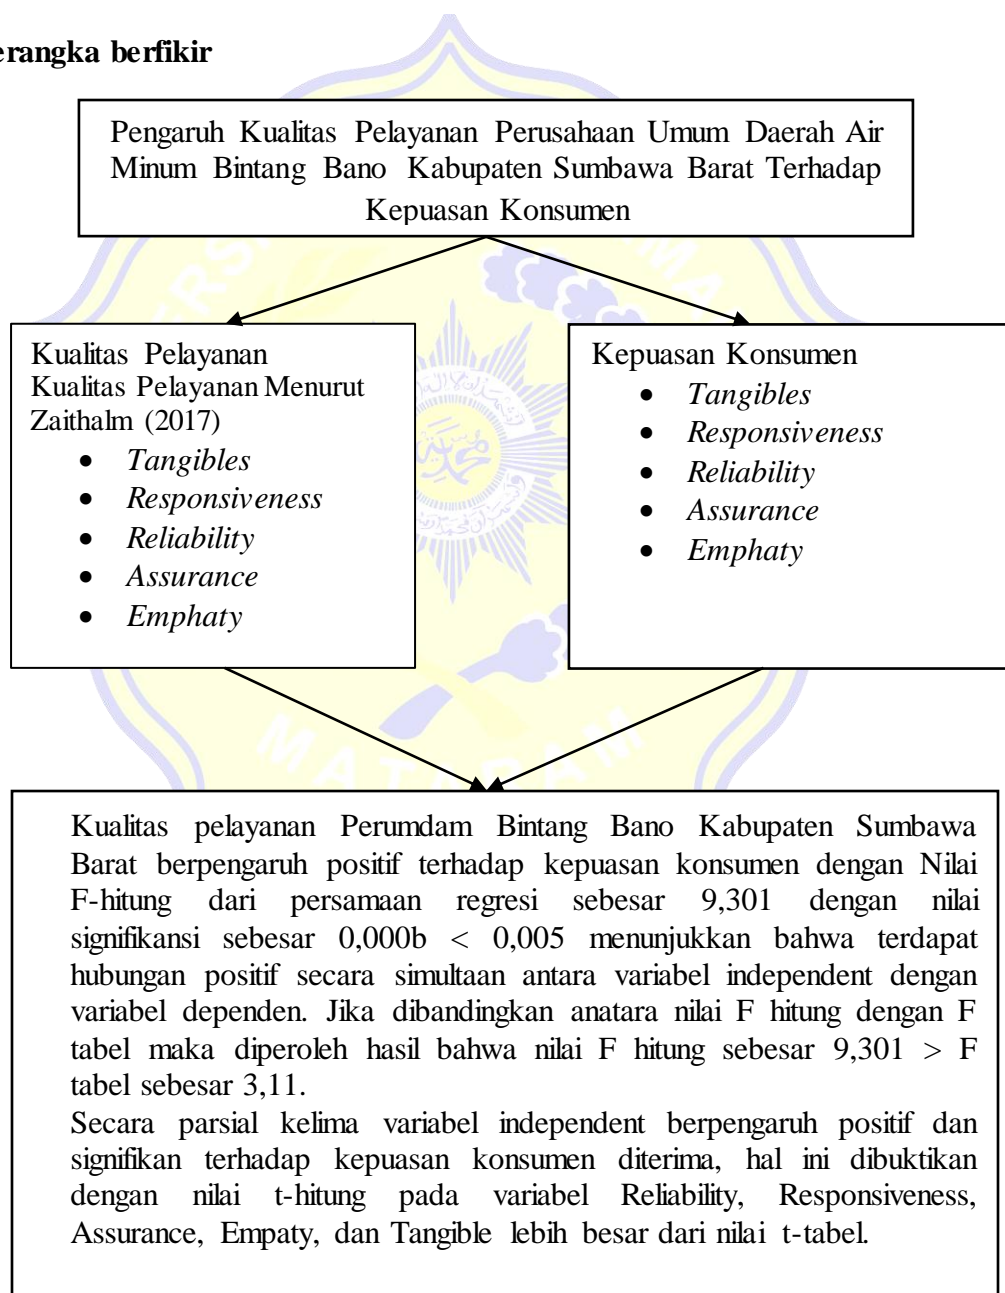 erangka berfikir
Pengaruh Kualitas Pelayanan Perusahaan Umum Daerah Air
Minum Bintang Bano Kabupaten Sumbawa Barat Terhadap
Kepuasan Konsumen
Kualitas Pelayanan
Kualitas Pelayanan Menurut
Zaithalm (2017)
• Tangibles
• Responsiveness
• Reliability
• Assurance
• Emphaty
Kepuasan Konsumen
• Tangibles
• Responsiveness
• Reliability
• Assurance
• Emphaty
MATARAM
Kualitas pelayanan Perumdam Bintang Bano Kabupaten Sumbawa
Barat berpengaruh positif terhadap kepuasan konsumen dengan Nilai
F-hitung dari persamaan regresi sebesar 9,301 dengan nilai
signifikansi sebesar 0,000b < 0,005 menunjukkan bahwa terdapat
hubungan positif secara simultaan antara variabel independent dengan
variabel dependen. Jika dibandingkan anatara nilai F hitung dengan F
tabel maka diperoleh hasil bahwa nilai F hitung sebesar 9,301 > F
tabel sebesar 3,11.
Secara parsial kelima variabel independent berpengaruh positif dan
signifikan terhadap kepuasan konsumen diterima, hal ini dibuktikan
dengan nilai t-hitung pada variabel Reliability, Responsiveness,
Assurance, Empaty, dan Tangible lebih besar dari nilai t-tabel.